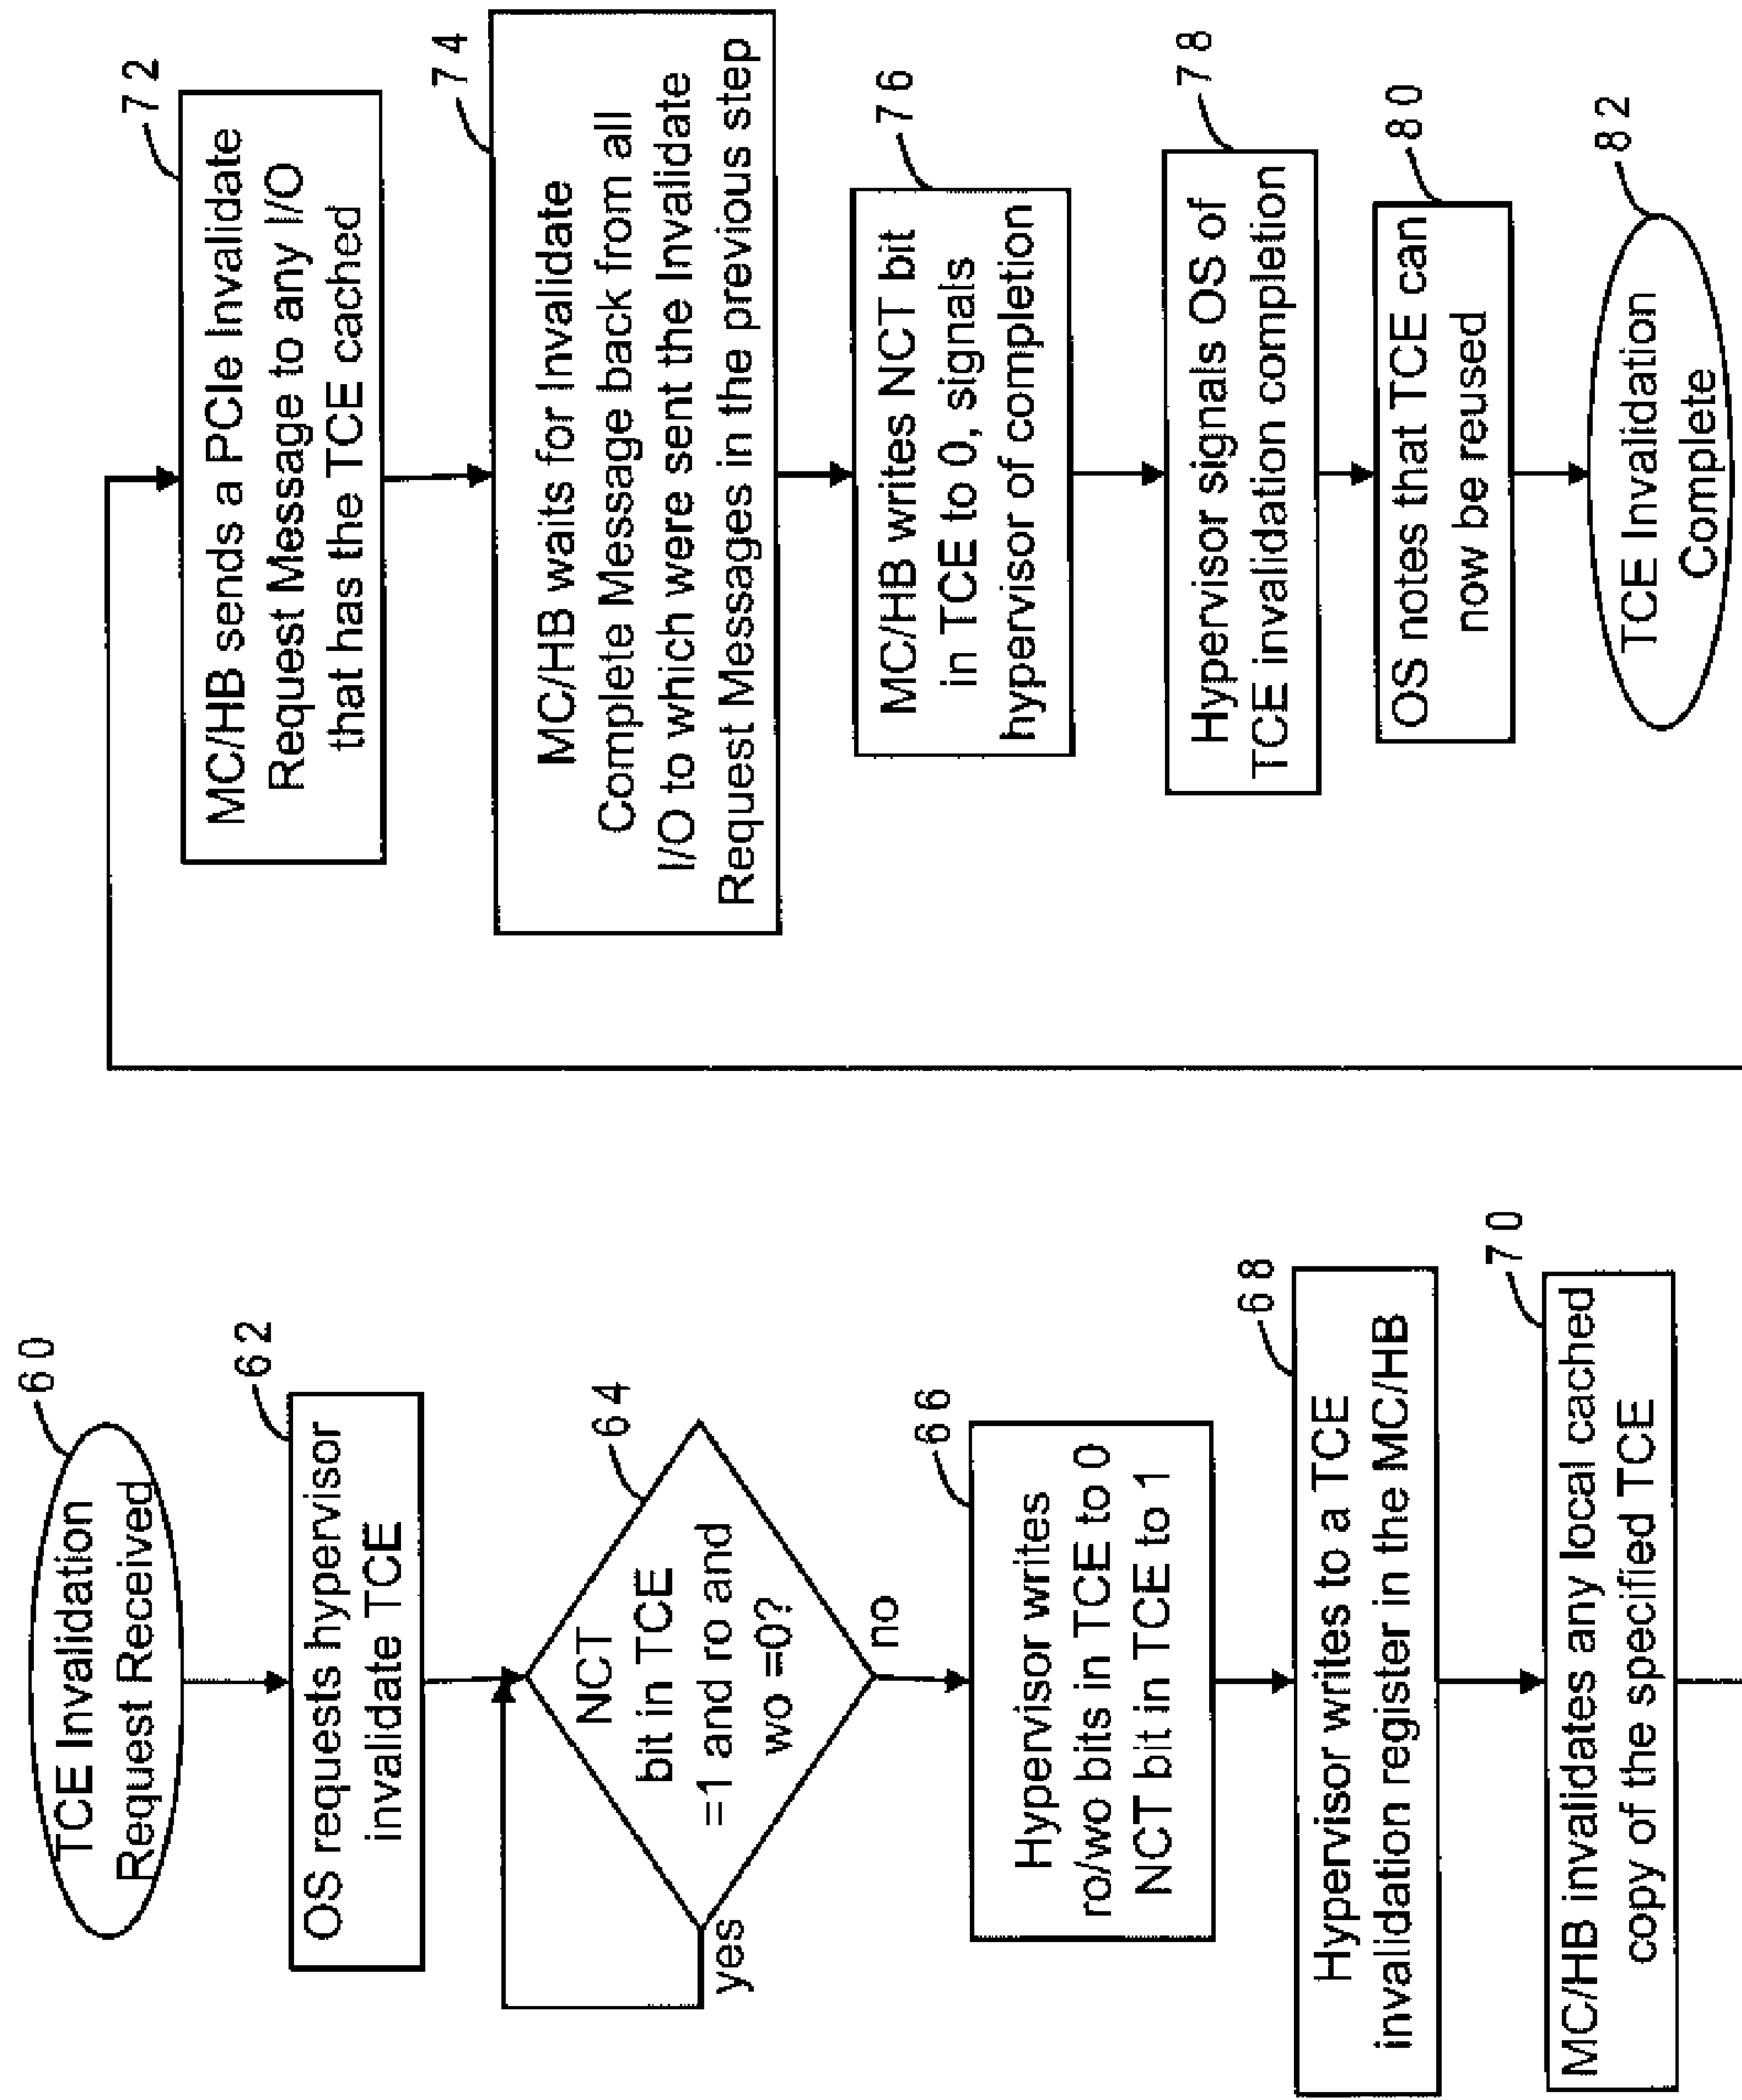 60
TCE Invalidation
Request Received
62
OS requests hypervisor
invalidate TCE
64
NCT
bit in TCE
=1 and ro and
wo =0?
yes
no
66
Hypervisor writes
ro/wo bits in TCE to 0
NCT bit in TCE to 1
68
Hypervisor writes to a TCE
invalidation register in the MC/HB
70
MC/HB invalidates any local cached
copy of the specified TCE
72
MC/HB sends a PCIe Invalidate
Request Message to any I/O
that has the TCE cached
74
MC/HB waits for Invalidate
Complete Message back from all
I/O to which were sent the Invalidate
Request Messages in the previous step
76
MC/HB writes NCT bit
in TCE to 0, signals
hypervisor of completion
78
Hypervisor signals OS of
TCE invalidation completion
80
OS notes that TCE can
now be reused
82
TCE Invalidation
Complete